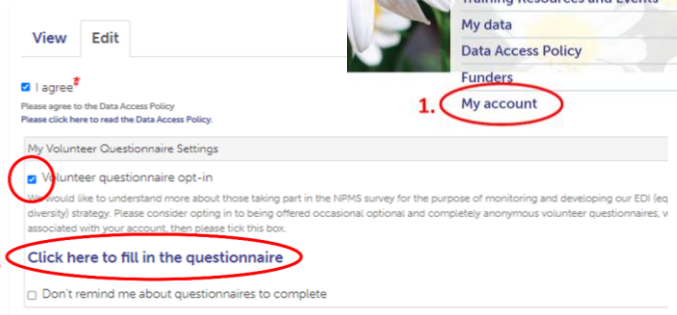 Training Resources and Events
My data
Data Access Policy
Funders
1. My account
View Edit
I agree*
Please agree to the Data Access Policy
Please click here to read the Data Access Policy.
My Volunteer Questionnaire Settings
Volunteer questionnaire opt-in
We would like to understand more about those taking part in the NPMS survey for the purpose of monitoring and developing our EDI (eq
diversity) strategy. Please consider opting in to being offered occasional optional and completely anonymous volunteer questionnaires, w
associated with your account, then please tick this box.
Click here to fill in the questionnaire
Don't remind me about questionnaires to complete